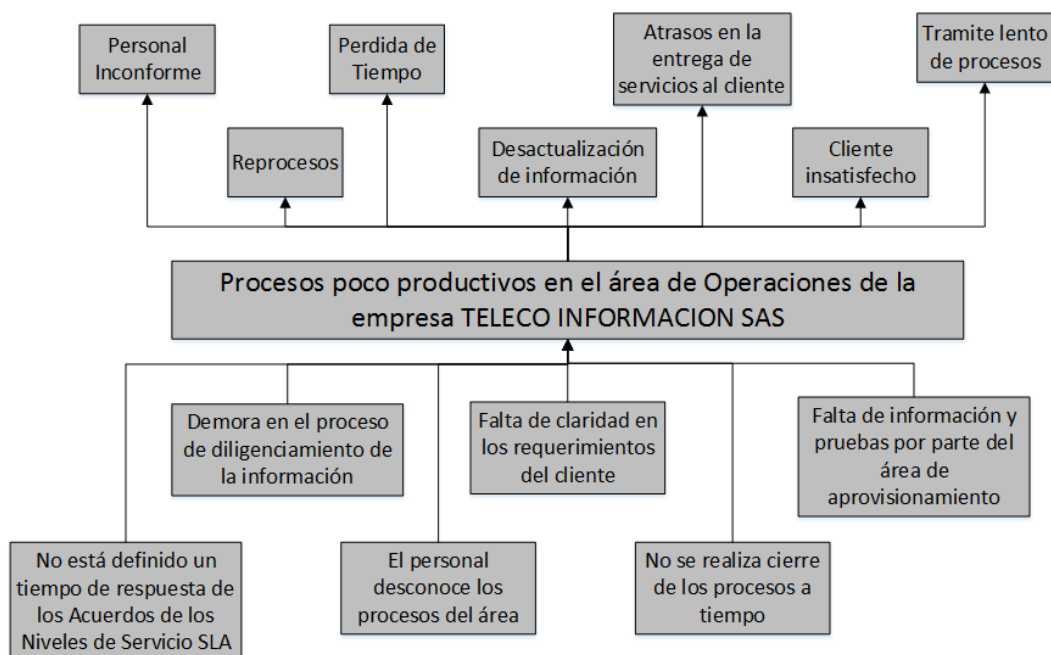 Personal
Inconforme
Perdida de
Tiempo
Atrasos en la
entrega de
servicios al cliente
Tramite lento
de procesos
Reprocesos
Desactualización
de información
Cliente
insatisfecho
Procesos poco productivos en el área de Operaciones de la
empresa TELECO INFORMACION SAS
Demora en el proceso
de diligenciamiento de
la información
Falta de claridad en
los requerimientos
del cliente
Falta de información y
pruebas por parte del
área de
aprovisionamiento
No está definido un
tiempo de respuesta de
los Acuerdos de los
Niveles de Servicio SLA
El personal
desconoce los
procesos del área
No se realiza cierre
de los procesos a
tiempo